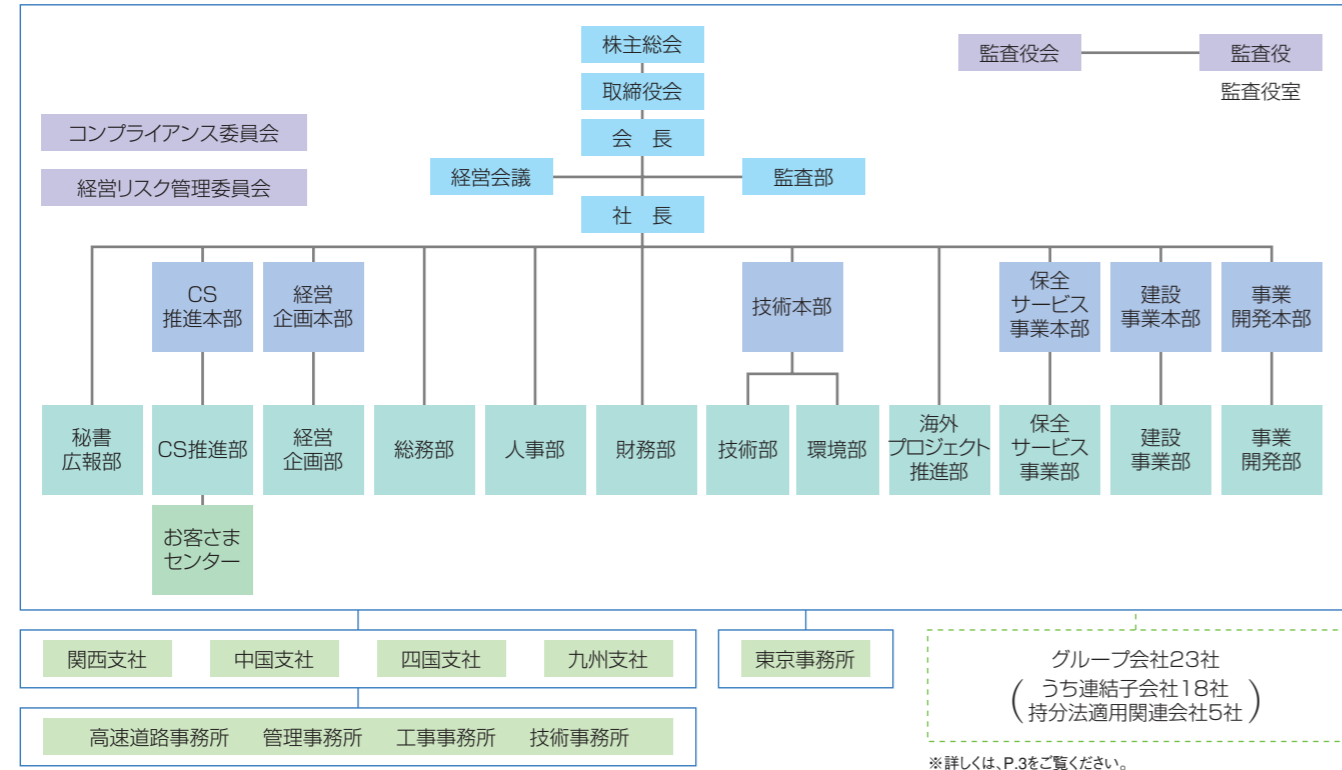 株主総会
監査役会
監査役
監査役室
取締役会
コンプライアンス委員会
会 長
経営会議
監査部
経営リスク管理委員会
社 長
CS
推進本部
経営
企画本部
技術本部
保全
サービス
事業本部
建設
事業本部
事業
開発本部
秘書
広報部
CS推進部
経営
企画部
総務部
人事部
財務部
技術部
環境部
海外
プロジェクト
推進部
保全
サービス
事業部
建設
事業部
事業
開発部
お客さま
センター
関西支社
中国支社
四国支社
九州支社
東京事務所
グループ会社23社
(うち連結子会社18社
持分法適用関連会社5社)
高速道路事務所 管理事務所 工事事務所 技術事務所
※詳しくは、P.3をご覧ください。